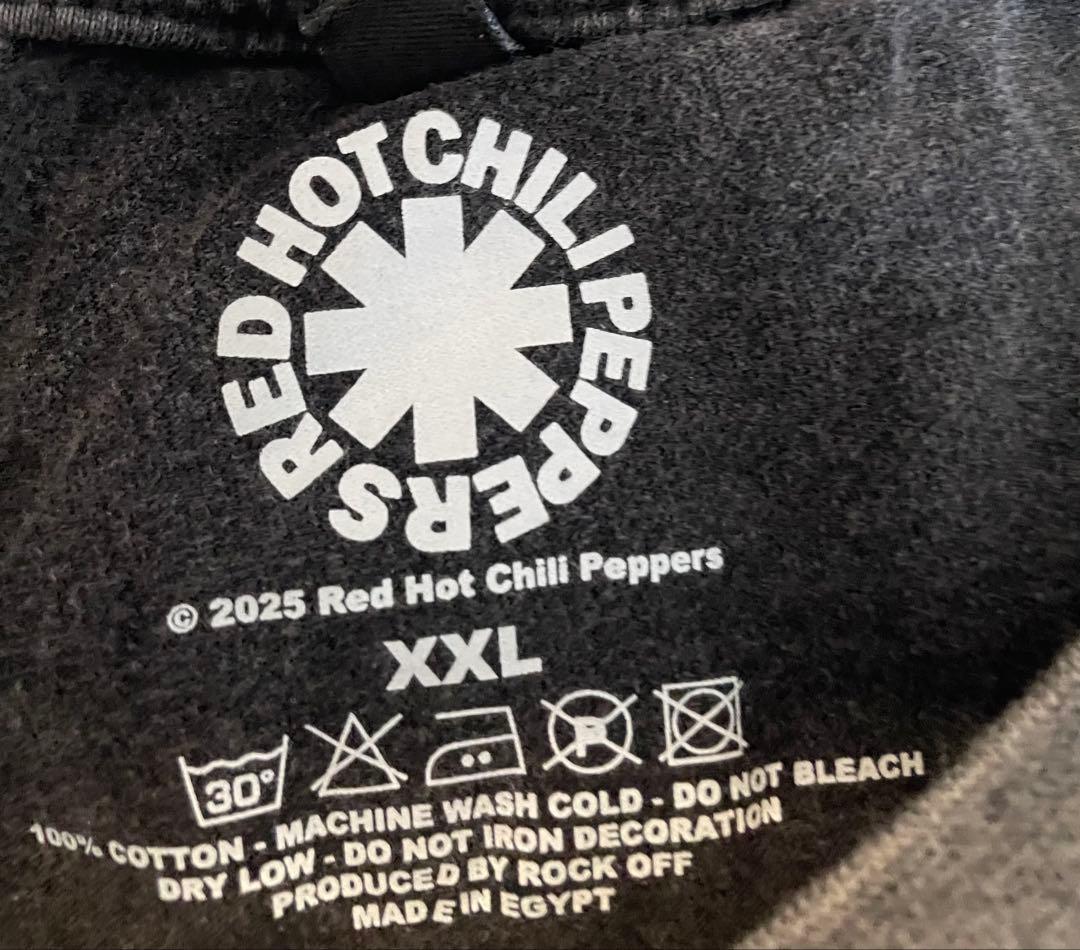 RED HOT CHILI PEPPERS
© 2025 Red Hot Chili Peppers
XXL
30° P
100% COTTON - MACHINE WASH COLD - DO NOT BLEACH
DRY LOW - DO NOT IRON DECORATION
PRODUCED BY ROCK OFF
MADE IN EGYPT